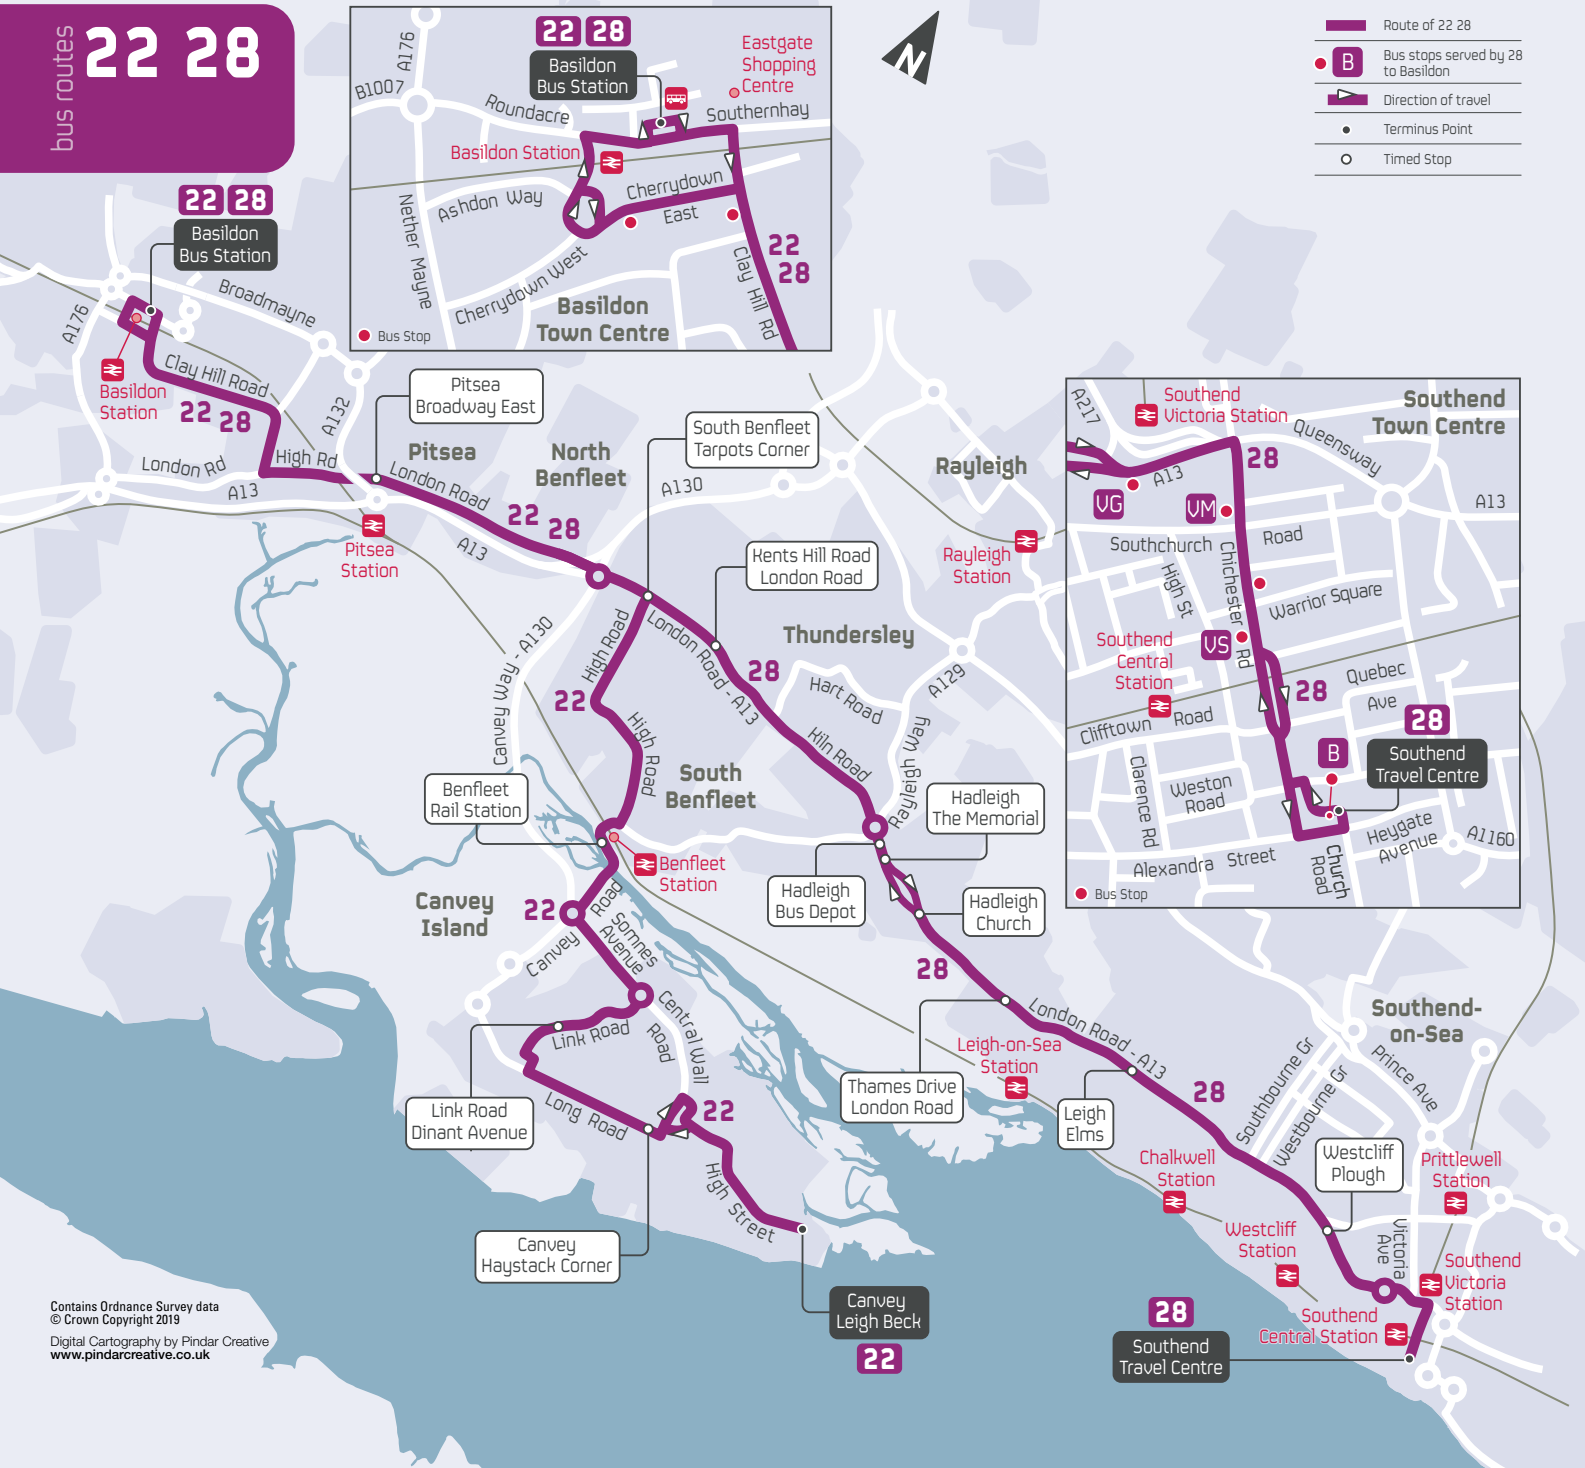 bus routes
22 28
22 28
Basildon
Bus Station
A176
B1007
Roundacre
Eastgate
Shopping
Centre
Southernhay
Basildon Station
Cherrydown
East
Ashdon Way
Nether Mayne
Cherrydown West
Clay Hill Rd
22
28
Basildon
Town Centre
Bus Stop
N
Route of 22 28
B
Bus stops served by 28
to Basildon
Direction of travel
Terminus Point
Timed Stop
22 28
Basildon
Bus Station
Broadmayne
A176
Clay Hill Road
Basildon
Station
22 28
A132
Pitsea
Broadway East
London Rd
High Rd
A13
Pitsea
London Road
North
Benfleet
22 28
A13
Pitsea
Station
South Benfleet
Tarpots Corner
A130
Rayleigh
Rayleigh
Station
Kents Hill Road
London Road
Canvey Way - A130
High Road
22
London Road - A13
28
Thundersley
Hart Road
A129
Rayleigh Way
Kiln Road
High Road
South
Benfleet
Benfleet
Rail Station
Benfleet
Station
Hadleigh
The Memorial
Hadleigh
Bus Depot
Hadleigh
Church
28
Canvey
Island
22
Canvey
Road
Somnes
Avenue
Central Wall
Road
Link Road
Link Road
Dinant Avenue
Long Road
22
High Street
Canvey
Haystack Corner
Canvey
Leigh Beck
22
London Road - A13
Leigh-on-Sea
Station
Thames Drive
London Road
Leigh
Elms
28
Chalkwell
Station
Southbourne Gr
Westbourne Gr
Southend-
on-Sea
Prince Ave
Westcliff
Plough
Prittlewell
Station
Westcliff
Station
Victoria
Ave
Southend
Victoria
Station
Southend
Central Station
28
Southend
Travel Centre
A217
Southend
Victoria Station
Southend
Town Centre
Queensway
28
A13
VG
VM
A13
Southchurch
Road
High St
Chichester
Rd
Warrior Square
Southend
Central
Station
VS
Quebec
Ave
28
Clifftown
Road
28
B
Southend
Travel Centre
Clarence Rd
Weston
Road
Heygate
Avenue
A1160
Alexandra Street
Church
Road
Bus Stop
Contains Ordnance Survey data
© Crown Copyright 2019
Digital Cartography by Pindar Creative
www.pindarcreative.co.uk